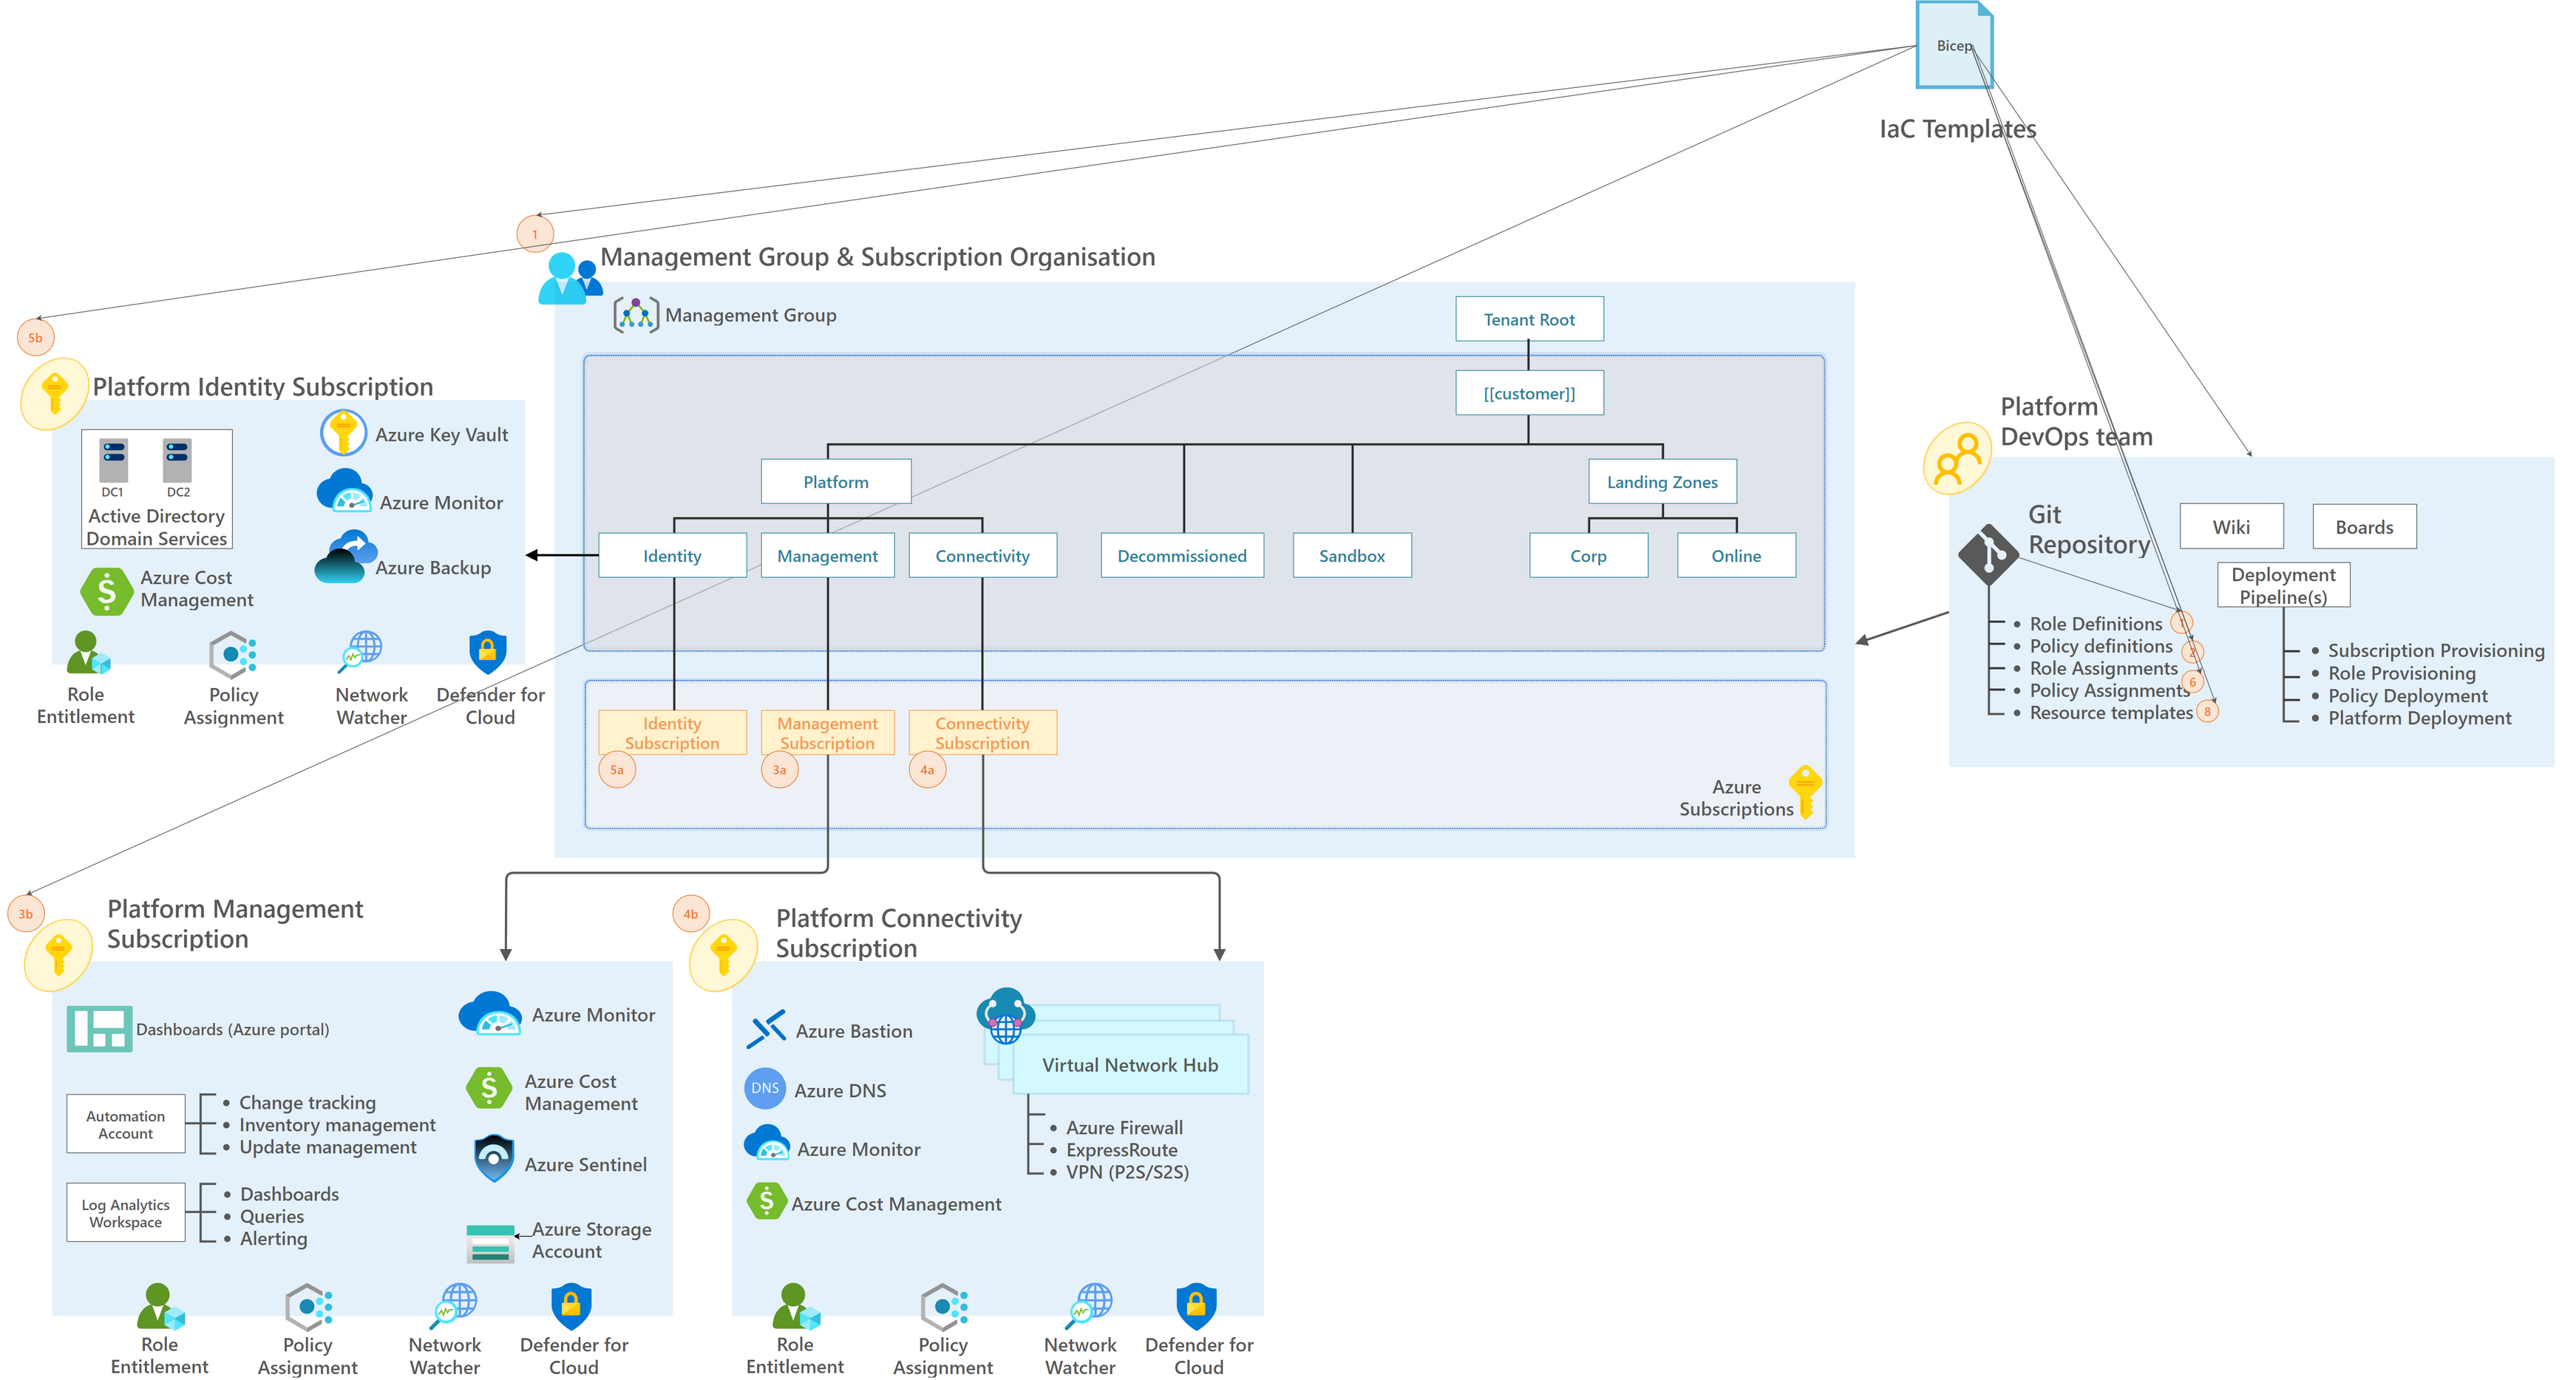 Bicep
IaC Templates
1
Management Group & Subscription Organisation
Management Group
Tenant Root
[[customer]]
Platform
Landing Zones
Identity
Management
Connectivity
Decommissioned
Sandbox
Corp
Online
Identity
Subscription
Management
Subscription
Connectivity
Subscription
5a
3a
4a
Azure
Subscriptions
5b
Platform Identity Subscription
DC1
DC2
Active Directory
Domain Services
Azure Key Vault
Azure Monitor
Azure Backup
Azure Cost
Management
Role
Entitlement
Policy
Assignment
Network
Watcher
Defender for
Cloud
Platform
DevOps team
Git
Repository
Wiki
Boards
Deployment
Pipeline(s)
• Role Definitions
1
• Policy definitions
2
• Role Assignments
6
• Policy Assignments
• Resource templates
8
• Subscription Provisioning
• Role Provisioning
• Policy Deployment
• Platform Deployment
3b
Platform Management
Subscription
Dashboards (Azure portal)
Automation
Account
• Change tracking
• Inventory management
• Update management
Log Analytics
Workspace
• Dashboards
• Queries
• Alerting
Azure Monitor
Azure Cost
Management
Azure Sentinel
Azure Storage
Account
Role
Entitlement
Policy
Assignment
Network
Watcher
Defender for
Cloud
4b
Platform Connectivity
Subscription
Azure Bastion
DNS
Azure DNS
Azure Monitor
Azure Cost Management
Virtual Network Hub
• Azure Firewall
• ExpressRoute
• VPN (P2S/S2S)
Role
Entitlement
Policy
Assignment
Network
Watcher
Defender for
Cloud